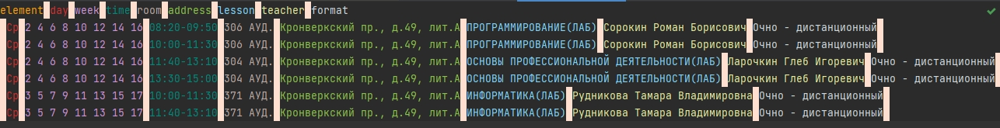 element day week time room address lesson teacher format
Ср 2 4 6 8 10 12 14 16 08:20-09:50 306 АУД. Кронверкский пр., д.49, лит.А ПРОГРАММИРОВАНИЕ(ЛАБ) Сорокин Роман Борисович Очно - дистанционный
Ср 2 4 6 8 10 12 14 16 10:00-11:30 306 АУД. Кронверкский пр., д.49, лит.А ПРОГРАММИРОВАНИЕ(ЛАБ) Сорокин Роман Борисович Очно - дистанционный
Ср 2 4 6 8 10 12 14 16 11:40-13:10 304 АУД. Кронверкский пр., д.49, лит.А ОСНОВЫ ПРОФЕССИОНАЛЬНОЙ ДЕЯТЕЛЬНОСТИ(ЛАБ) Ларочкин Глеб Игоревич Очно - дистанционный
Ср 2 4 6 8 10 12 14 16 13:30-15:00 304 АУД. Кронверкский пр., д.49, лит.А ОСНОВЫ ПРОФЕССИОНАЛЬНОЙ ДЕЯТЕЛЬНОСТИ(ЛАБ) Ларочкин Глеб Игоревич Очно - дистанционный
Ср 3 5 7 9 11 13 15 17 10:00-11:30 371 АУД. Кронверкский пр., д.49, лит.А ИНФОРМАТИКА(ЛАБ) Рудникова Тамара Владимировна Очно - дистанционный
Ср 3 5 7 9 11 13 15 17 11:40-13:10 371 АУД. Кронверкский пр., д.49, лит.А ИНФОРМАТИКА(ЛАБ) Рудникова Тамара Владимировна Очно - дистанционный